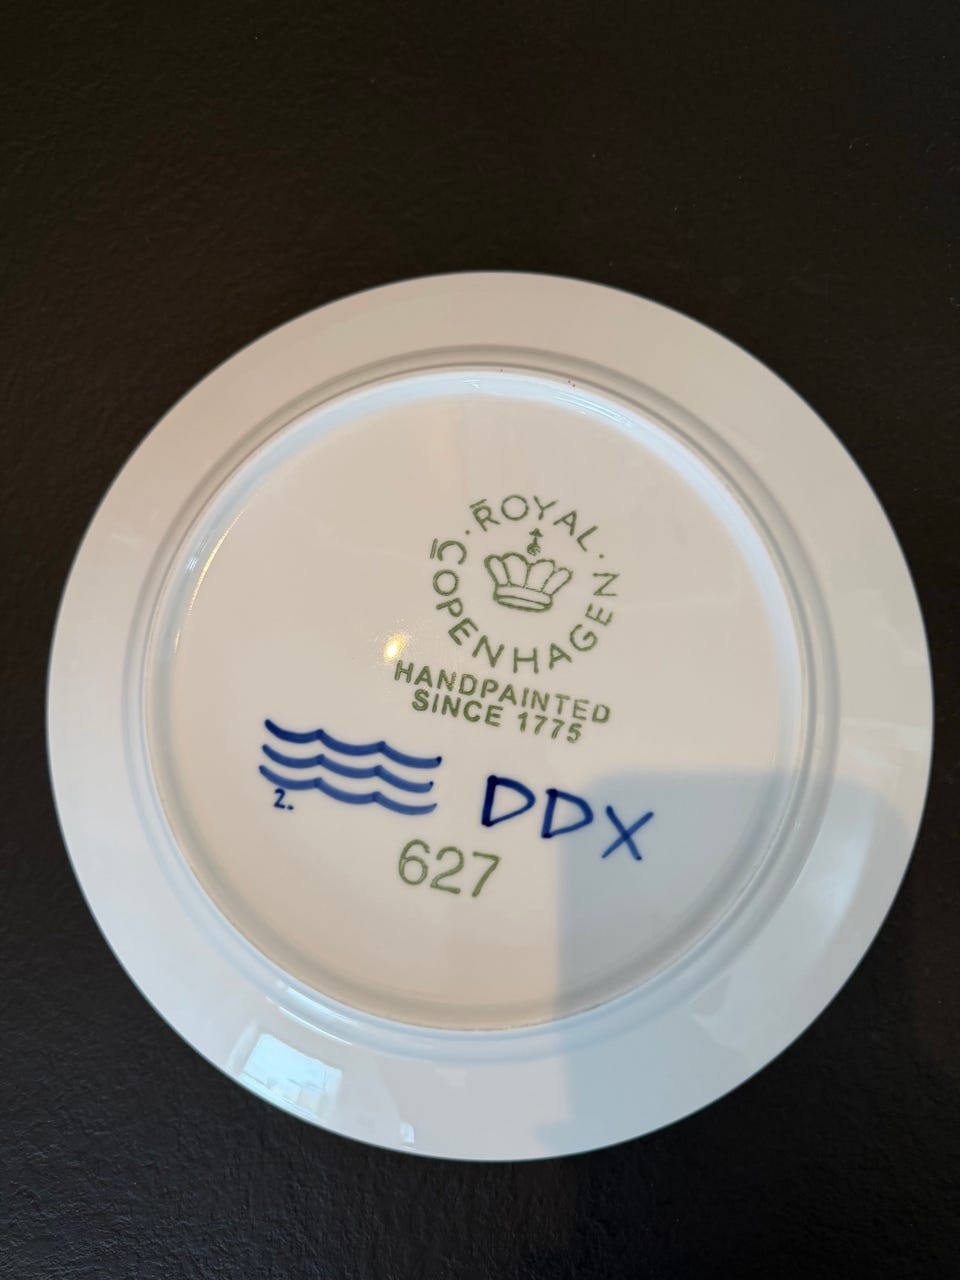 · ROYAL ·
COPENHAGEN
HANDPAINTED
SINCE 1775
2.
DDX
627